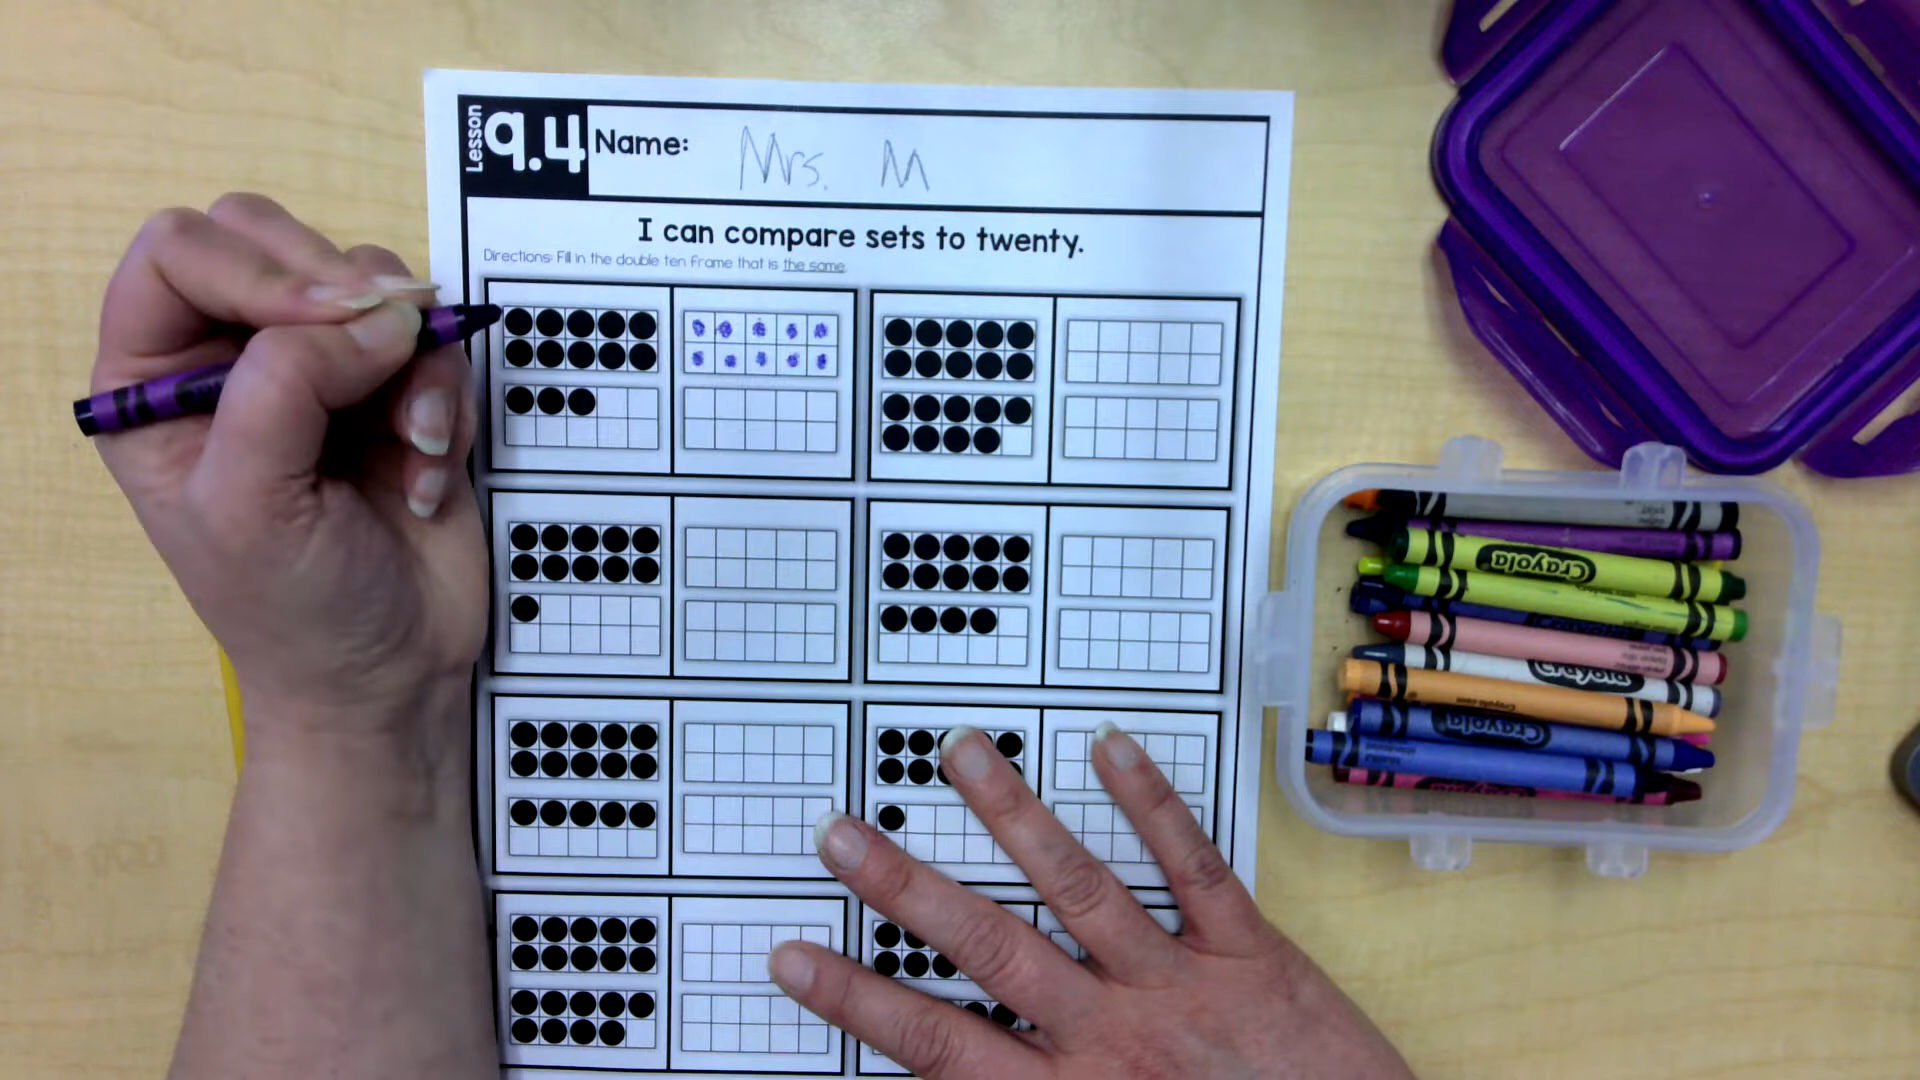 Lesson 9.4
Name: Mrs. M
I can compare sets to twenty.
Directions: Fill in the double ten frame that is the same.
Crayola
Crayola
Crayola